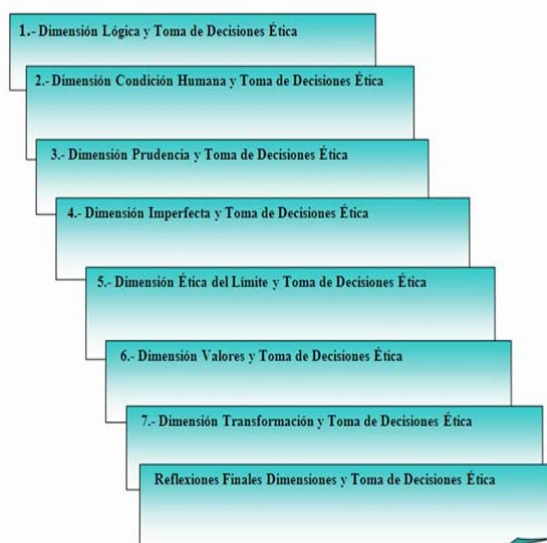 1.- Dimensión Lógica y Toma de Decisiones Ética
2.- Dimensión Condición Humana y Toma de Decisiones Ética
3.- Dimensión Prudencia y Toma de Decisiones Ética
4.- Dimensión Imperfecta y Toma de Decisiones Ética
5.- Dimensión Ética del Límite y Toma de Decisiones Ética
6.- Dimensión Valores y Toma de Decisiones Ética
7.- Dimensión Transformación y Toma de Decisiones Ética
Reflexiones Finales Dimensiones y Toma de Decisiones Ética